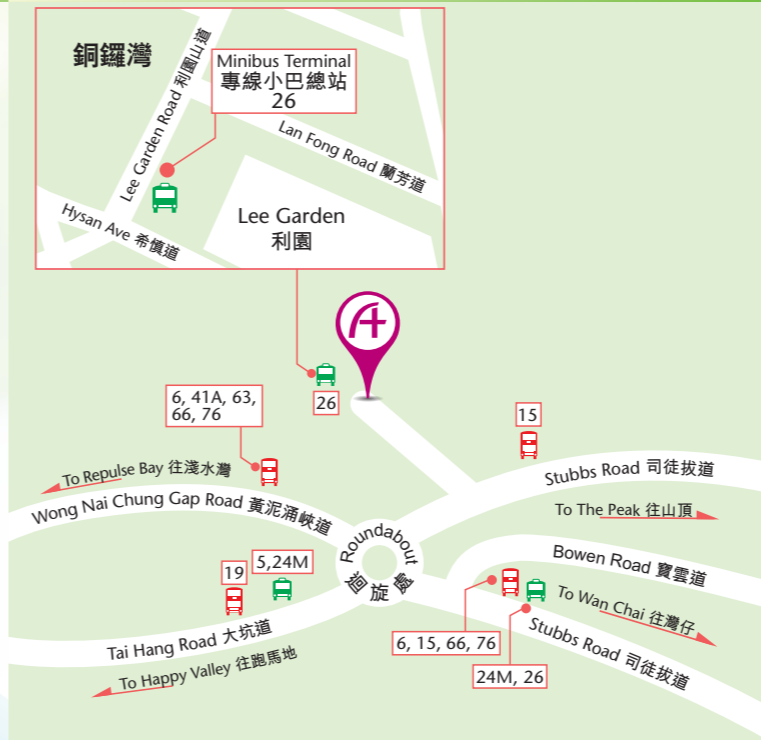 銅鑼灣
Minibus Terminal
專線小巴總站
26
Lee Garden Road 利園山道
Lan Fong Road 蘭芳道
Hysan Ave 希慎道
Lee Garden
利園
26
6, 41A, 63,
66, 76
15
To Repulse Bay 往淺水灣
Wong Nai Chung Gap Road 黃泥涌峽道
Stubbs Road 司徒拔道
To The Peak 往山頂
Roundabout
迴旋處
Bowen Road 寶雲道
19
5,24M
To Wan Chai 往灣仔
Tai Hang Road 大坑道
6, 15, 66, 76
Stubbs Road 司徒拔道
To Happy Valley 往跑馬地
24M, 26